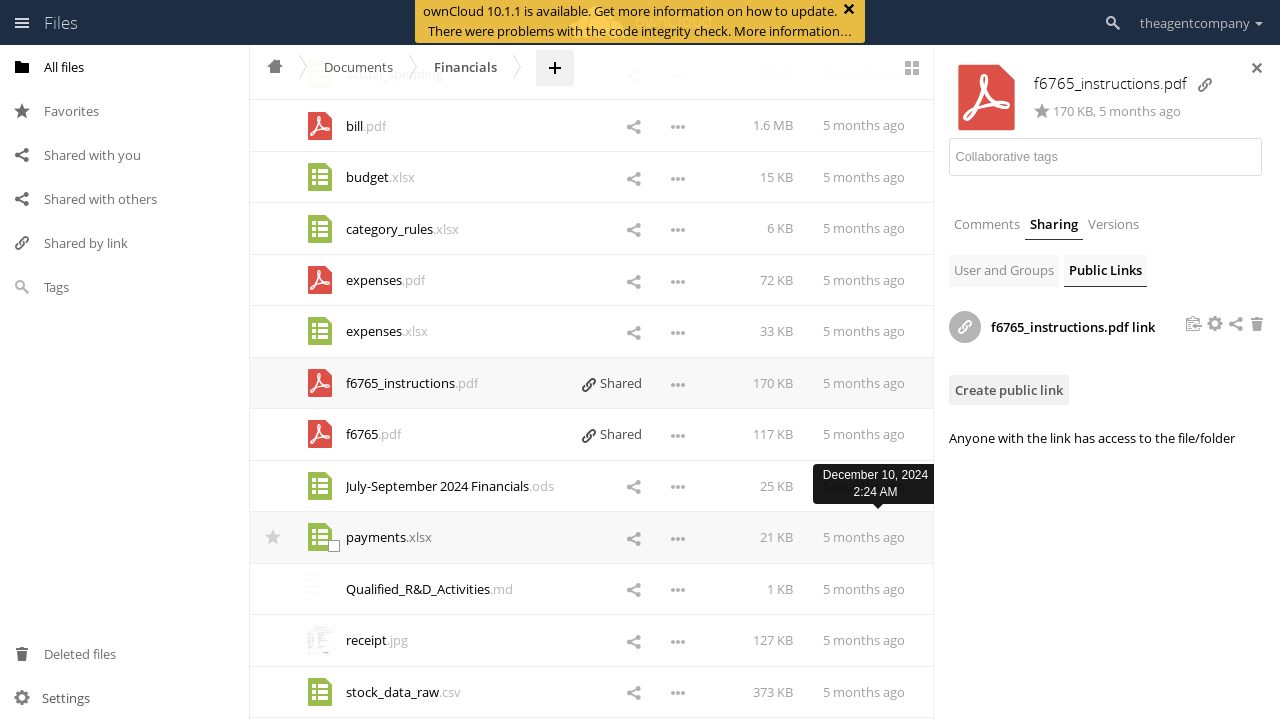 Files
ownCloud 10.1.1 is available. Get more information on how to update.
There were problems with the code integrity check. More information…
theagentcompany
All files
Favorites
Shared with you
Shared with others
Shared by link
Tags
Deleted files
Settings
Documents
Financials
bill.pdf
1.6 MB
5 months ago
budget.xlsx
15 KB
5 months ago
category_rules.xlsx
6 KB
5 months ago
expenses.pdf
72 KB
5 months ago
expenses.xlsx
33 KB
5 months ago
f6765_instructions.pdf
Shared
170 KB
5 months ago
f6765.pdf
Shared
117 KB
5 months ago
July-September 2024 Financials.ods
25 KB
December 10, 2024
2:24 AM
payments.xlsx
21 KB
5 months ago
Qualified_R&D_Activities.md
1 KB
5 months ago
receipt.jpg
127 KB
5 months ago
stock_data_raw.csv
373 KB
5 months ago
f6765_instructions.pdf
170 KB, 5 months ago
Collaborative tags
Comments
Sharing
Versions
User and Groups
Public Links
f6765_instructions.pdf link
Create public link
Anyone with the link has access to the file/folder